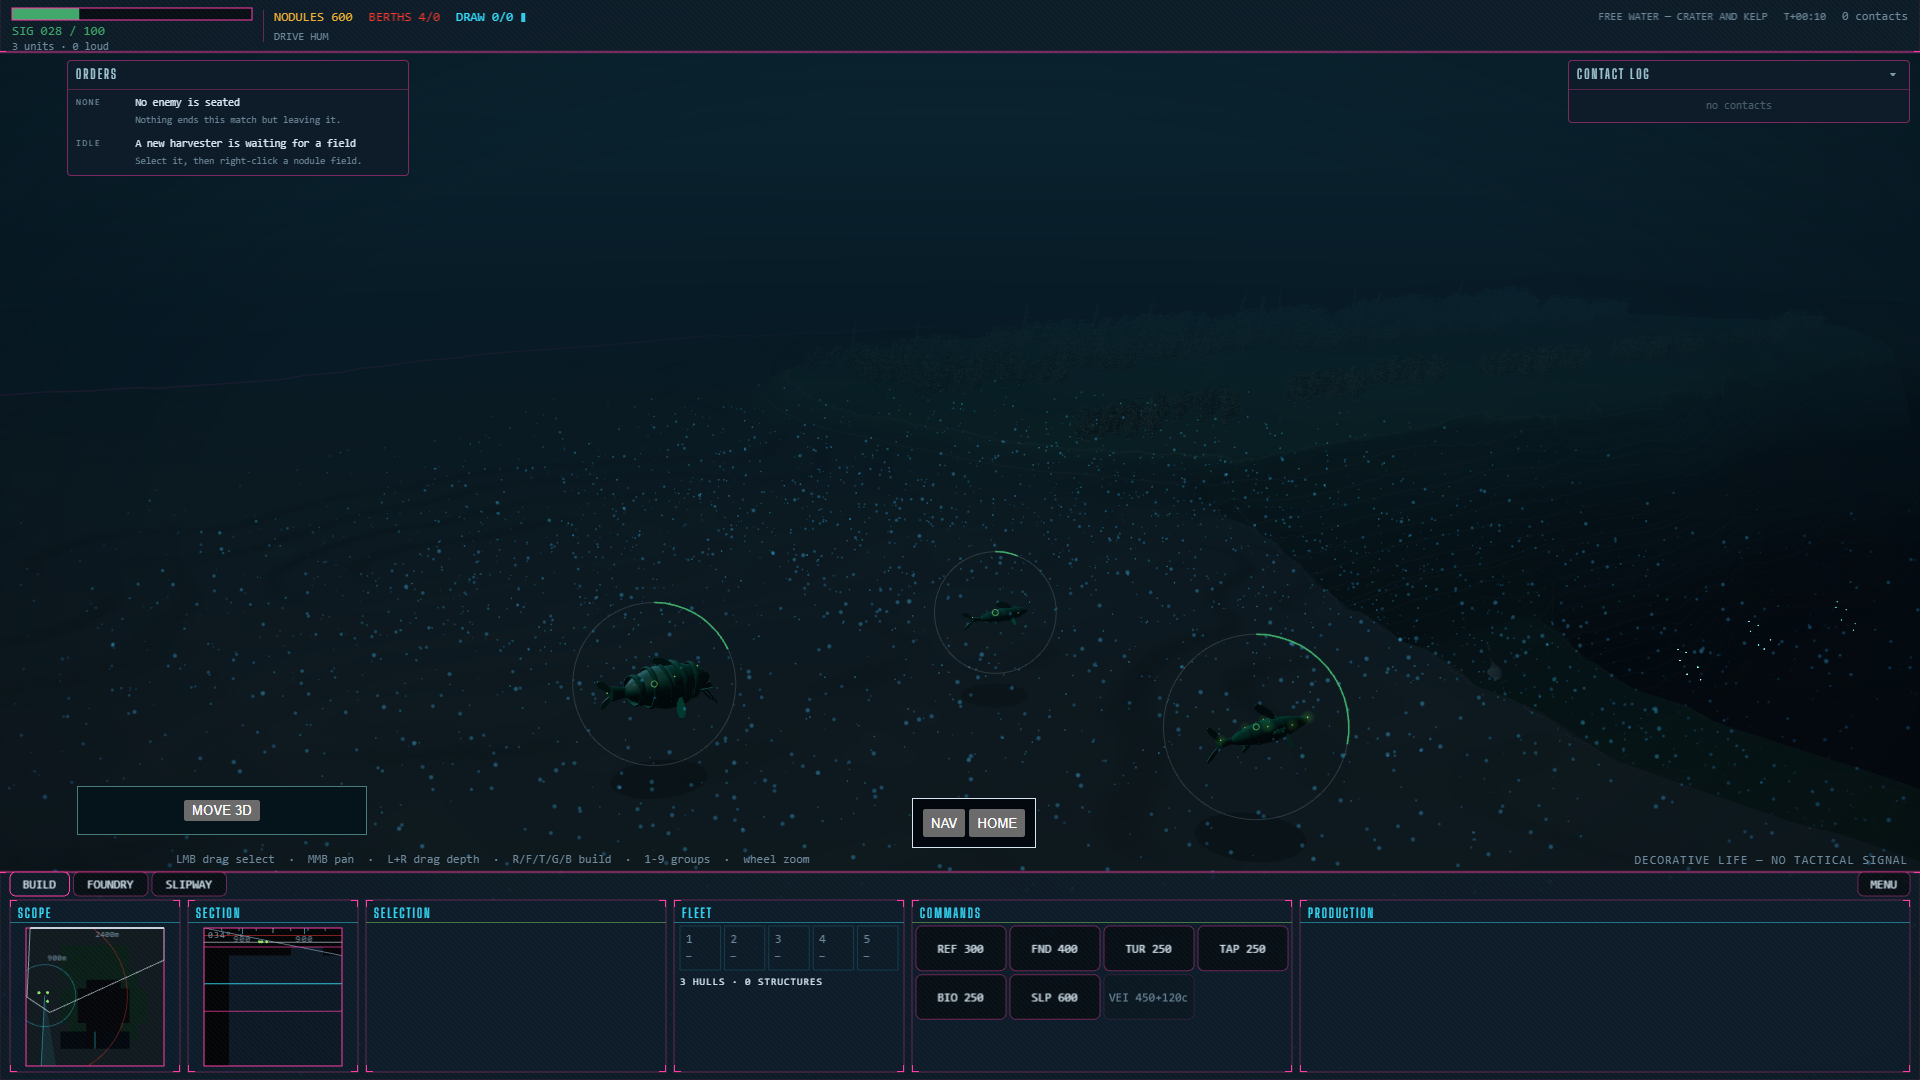 SIG 028 / 100
3 units · 0 loud
NODULES 600 BERTHS 4/0 DRAW 0/0
DRIVE HUM
FREE WATER — CRATER AND KELP T+00:10 0 contacts
ORDERS
NONE No enemy is seated
Nothing ends this match but leaving it.
IDLE A new harvester is waiting for a field
Select it, then right-click a nodule field.
CONTACT LOG
no contacts
MOVE 3D
NAV HOME
LMB drag select · MMB pan · L+R drag depth · R/F/T/G/B build · 1-9 groups · wheel zoom
DECORATIVE LIFE — NO TACTICAL SIGNAL
BUILD FOUNDRY SLIPWAY MENU
SCOPE
2400m
900m
SECTION
034°
900 900
SELECTION
FLEET
1 2 3 4 5
– – – – –
3 HULLS · 0 STRUCTURES
COMMANDS
REF 300 FND 400 TUR 250 TAP 250
BIO 250 SLP 600 VEI 450+120c
PRODUCTION